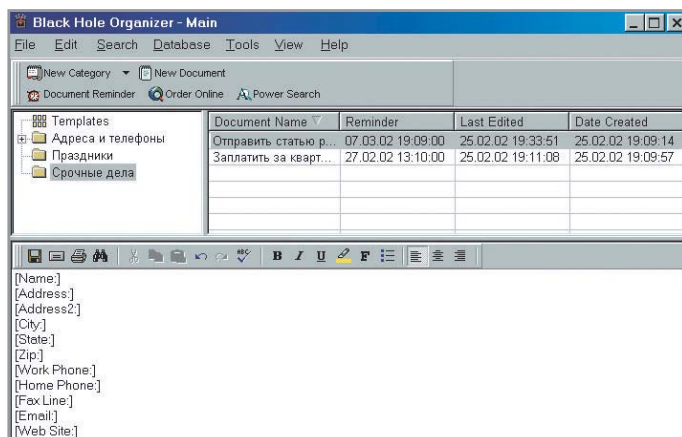 Black Hole Organizer - Main
File Edit Search Database Tools View Help
New Category New Document
Document Reminder Order Online Power Search
Templates
Адреса и телефоны
Праздники
Срочные дела
Document Name Reminder Last Edited Date Created
Отправить статью р... 07.03.02 19:09:00 25.02.02 19:33:51 25.02.02 19:09:14
Заплатить за кварт... 27.02.02 13:10:00 25.02.02 19:11:08 25.02.02 19:09:57
ABC B I U F
[Name:]
[Address:]
[Address2:]
[City:]
[State:]
[Zip:]
[Work Phone:]
[Home Phone:]
[Fax Line:]
[Email:]
[Web Site:]